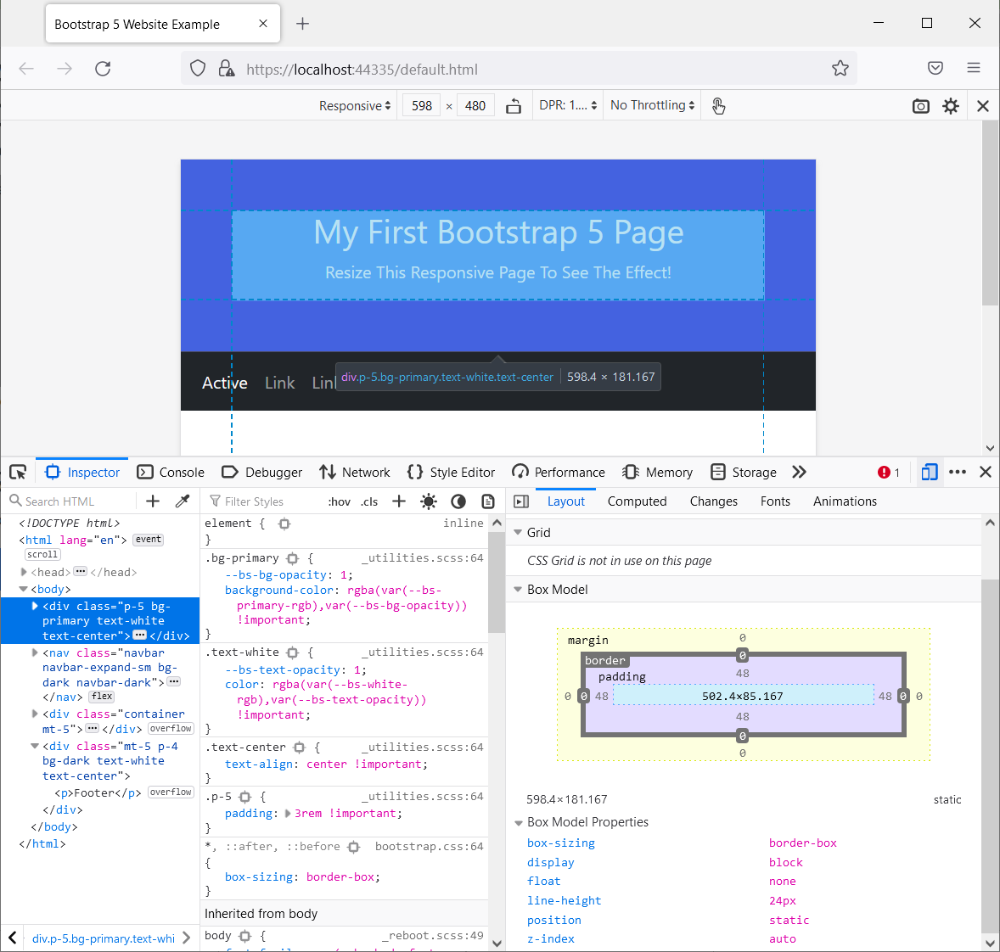 Bootstrap 5 Website Example
https://localhost:44335/default.html
Responsive 598 × 480 DPR: 1.... No Throttling
My First Bootstrap 5 Page
Resize This Responsive Page To See The Effect!
Active Link Link
div.p-5.bg-primary.text-white.text-center 598.4 × 181.167
Inspector Console Debugger Network Style Editor Performance Memory Storage 1
Search HTML
<!DOCTYPE html>
<html lang="en"> event
scroll
<head>···</head>
<body>
<div class="p-5 bg-
primary text-white
text-center">···</div>
<nav class="navbar
navbar-expand-sm bg-
dark navbar-dark">···
</nav> flex
<div class="container
mt-5">···</div> overflow
<div class="mt-5 p-4
bg-dark text-white
text-center">
<p>Footer</p> overflow
</div>
</body>
</html>
div.p-5.bg-primary.text-whi
Filter Styles :hov .cls
element { inline
}
.bg-primary { _utilities.scss:64
--bs-bg-opacity: 1;
background-color: rgba(var(--bs-
primary-rgb),var(--bs-bg-opacity))
!important;
}
.text-white { _utilities.scss:64
--bs-text-opacity: 1;
color: rgba(var(--bs-white-
rgb),var(--bs-text-opacity))
!important;
}
.text-center { _utilities.scss:64
text-align: center !important;
}
.p-5 { _utilities.scss:64
padding: 3rem !important;
}
*, ::after, ::before bootstrap.css:64
{
box-sizing: border-box;
}
Inherited from body
body { _reboot.scss:49
Layout Computed Changes Fonts Animations
Grid
CSS Grid is not in use on this page
Box Model
margin 0
border 0
padding 48
0 0 48 502.4×85.167 48 0 0
48
0
0
598.4×181.167 static
Box Model Properties
box-sizing border-box
display block
float none
line-height 24px
position static
z-index auto